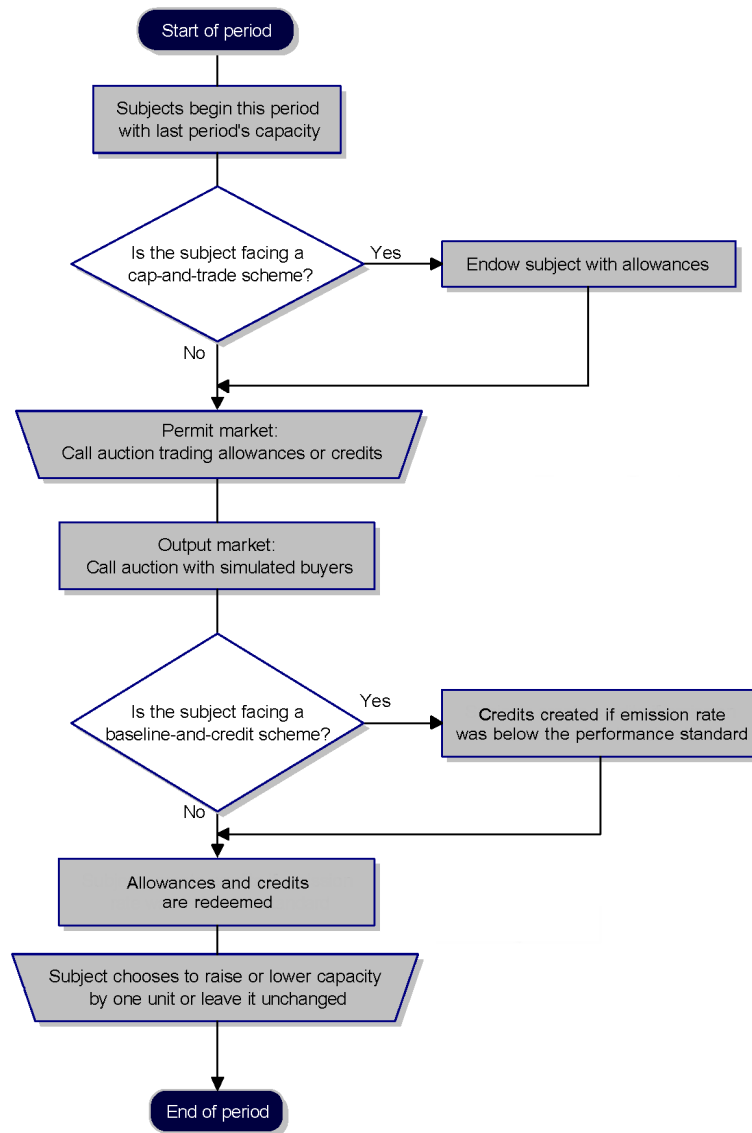 Start of period
Subjects begin this period
with last period's capacity
Is the subject facing a
cap-and-trade scheme?
Yes
Endow subject with allowances
No
Permit market:
Call auction trading allowances or credits
Output market:
Call auction with simulated buyers
Is the subject facing a
baseline-and-credit scheme?
Yes
Credits created if emission rate
was below the performance standard
No
Allowances and credits
are redeemed
Subject chooses to raise or lower capacity
by one unit or leave it unchanged
End of period